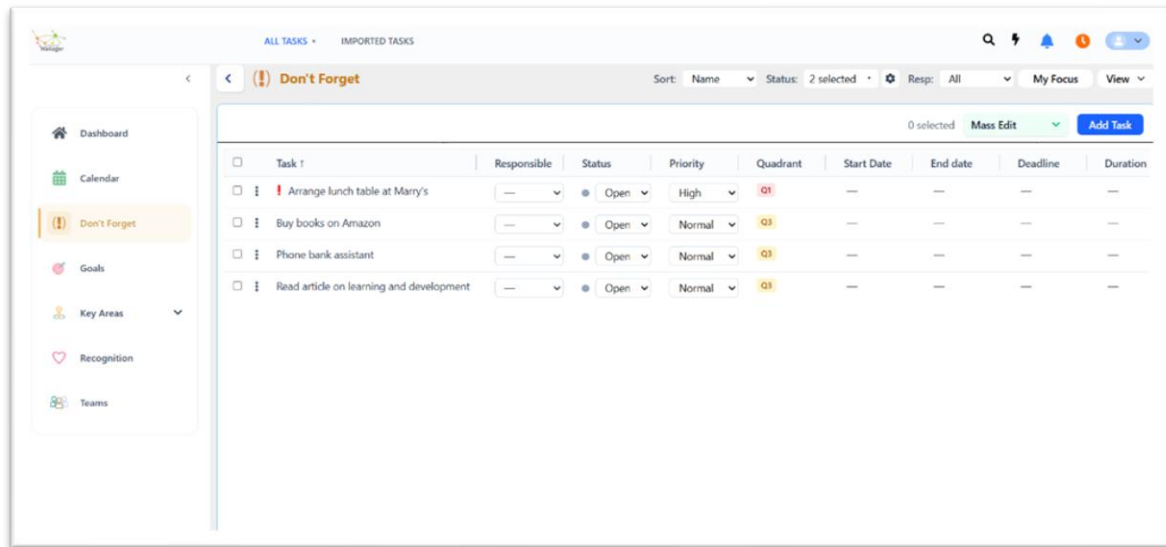 Manager
ALL TASKS IMPORTED TASKS
(!) Don't Forget Sort: Name Status: 2 selected Resp: All My Focus View
0 selected Mass Edit Add Task
Dashboard
Calendar
(!) Don't Forget
Goals
Key Areas
Recognition
Teams
Task ↑ Responsible Status Priority Quadrant Start Date End date Deadline Duration
! Arrange lunch table at Marry's — Open High Q1 — — — —
Buy books on Amazon — Open Normal Q3 — — — —
Phone bank assistant — Open Normal Q3 — — — —
Read article on learning and development — Open Normal Q3 — — — —